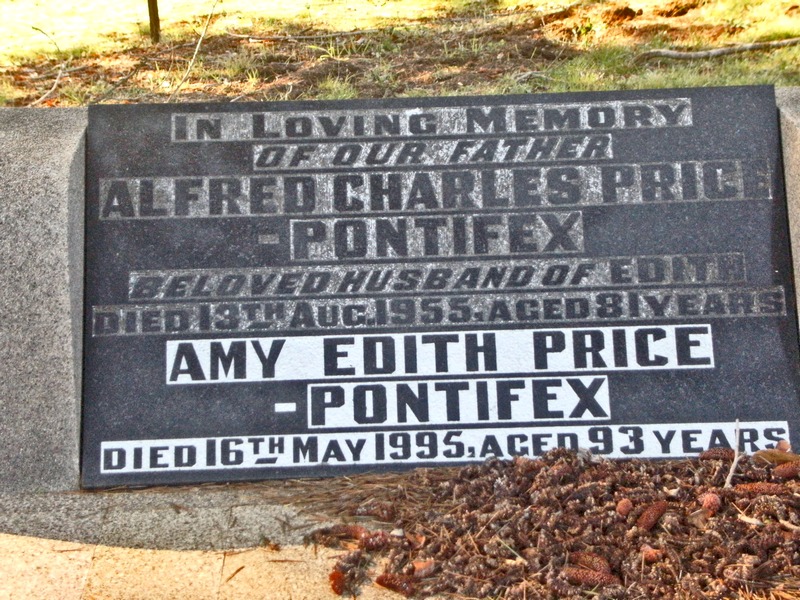 IN LOVING MEMORY
OF OUR FATHER
ALFRED CHARLES PRICE
-PONTIFEX
BELOVED HUSBAND OF EDITH
DIED 13TH AUG. 1955, AGED 81 YEARS
AMY EDITH PRICE
-PONTIFEX
DIED 16TH MAY 1995, AGED 93 YEARS